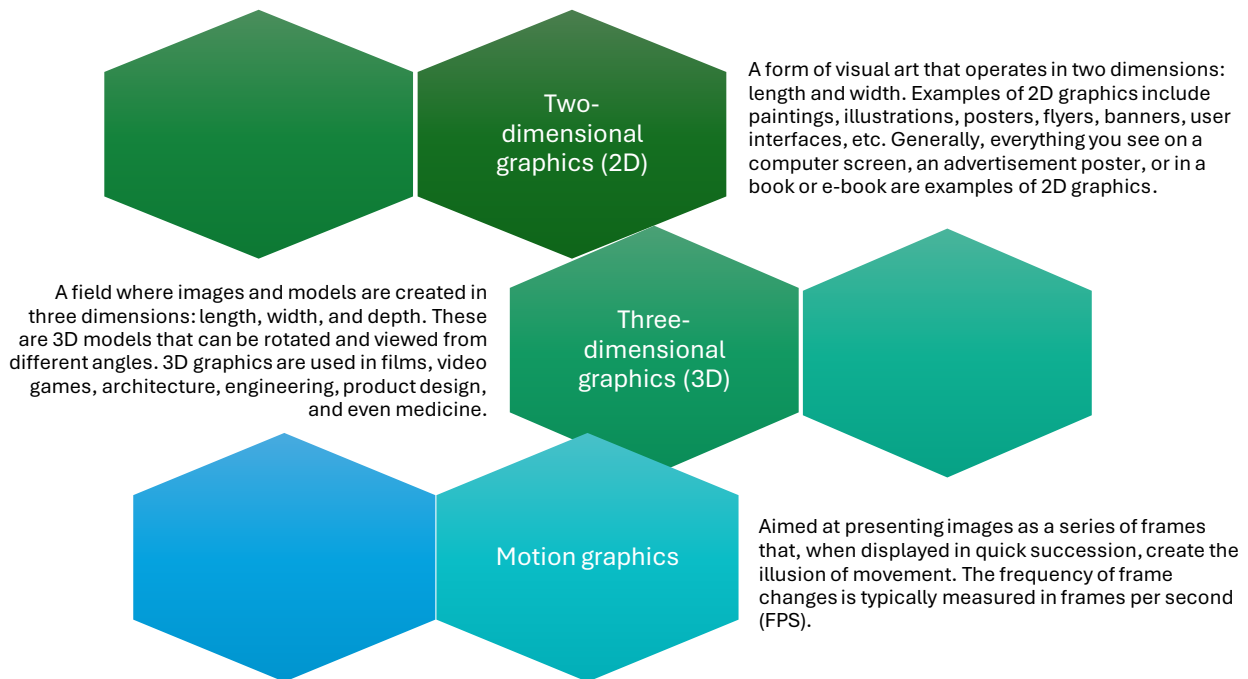 Two-
dimensional
graphics (2D)
A form of visual art that operates in two dimensions:
length and width. Examples of 2D graphics include
paintings, illustrations, posters, flyers, banners, user
interfaces, etc. Generally, everything you see on a
computer screen, an advertisement poster, or in a
book or e-book are examples of 2D graphics.
A field where images and models are created in
three dimensions: length, width, and depth. These
are 3D models that can be rotated and viewed from
different angles. 3D graphics are used in films, video
games, architecture, engineering, product design,
and even medicine.
Three-
dimensional
graphics (3D)
Motion graphics
Aimed at presenting images as a series of frames
that, when displayed in quick succession, create the
illusion of movement. The frequency of frame
changes is typically measured in frames per second
(FPS).